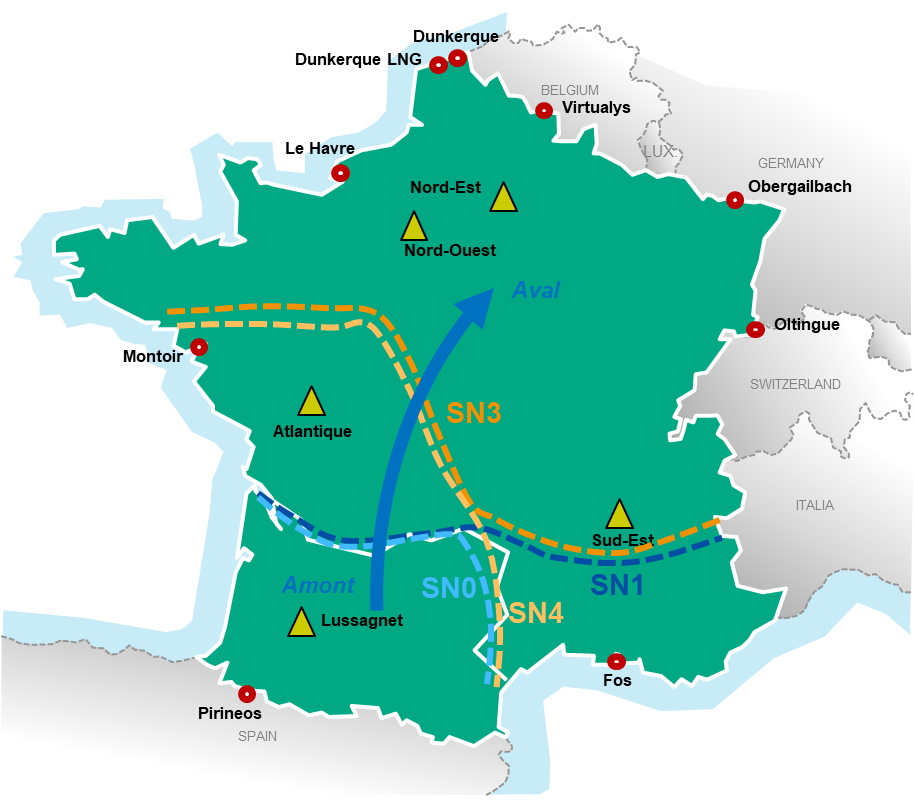 Dunkerque
Dunkerque LNG
BELGIUM
Virtualys
Le Havre
LUX.
GERMANY
Nord-Est
Obergailbach
Nord-Ouest
Aval
Oltingue
Montoir
SWITZERLAND
SN3
Atlantique
ITALIA
Sud-Est
Amont
SN0
SN1
SN4
Lussagnet
Fos
Pirineos
SPAIN